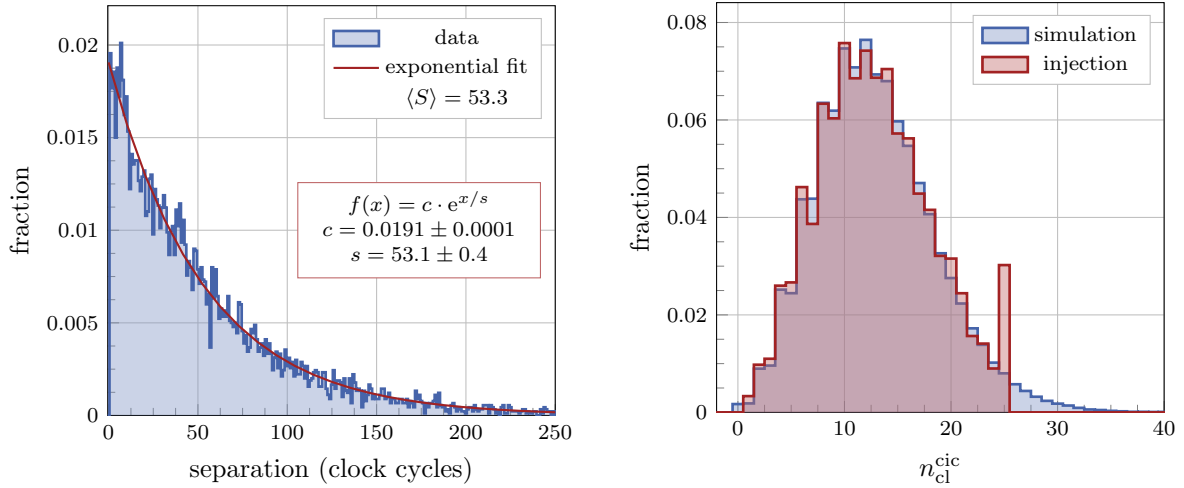 fraction
0.02
0.015
0.01
0.005
0
0
50
100
150
200
250
separation (clock cycles)
data
exponential fit
⟨S⟩ = 53.3
f(x) = c · e^{x/s}
c = 0.0191 ± 0.0001
s = 53.1 ± 0.4
fraction
0.08
0.06
0.04
0.02
0
0
10
20
30
40
n_{cl}^{cic}
simulation
injection